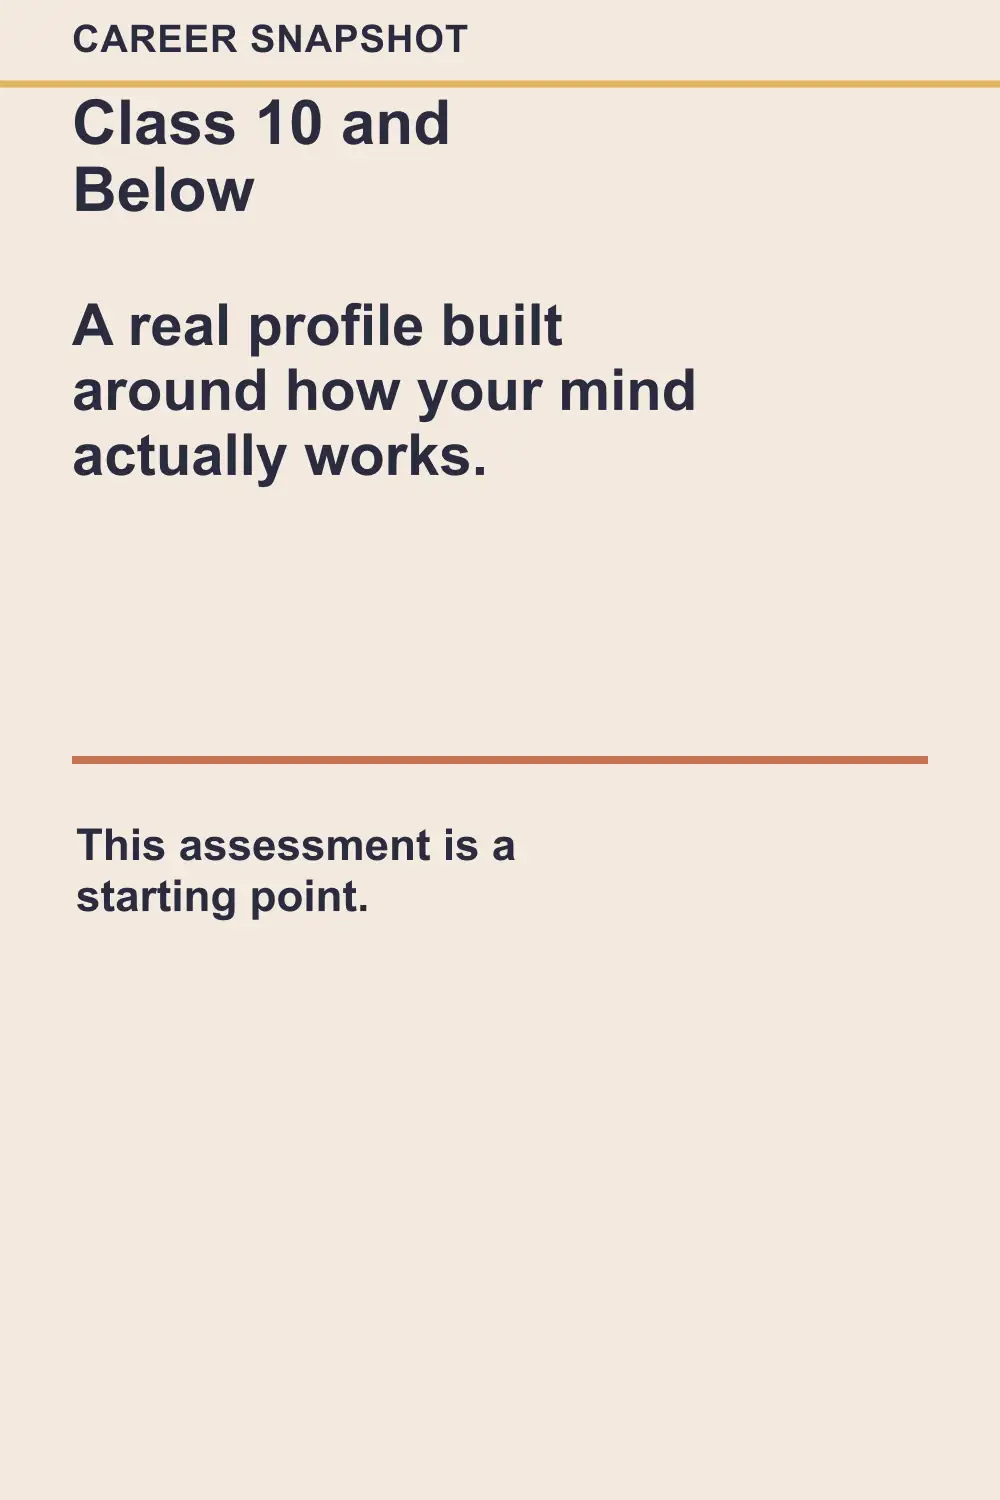 CAREER SNAPSHOT
Class 10 and
Below
A real profile built
around how your mind
actually works.
This assessment is a
starting point.